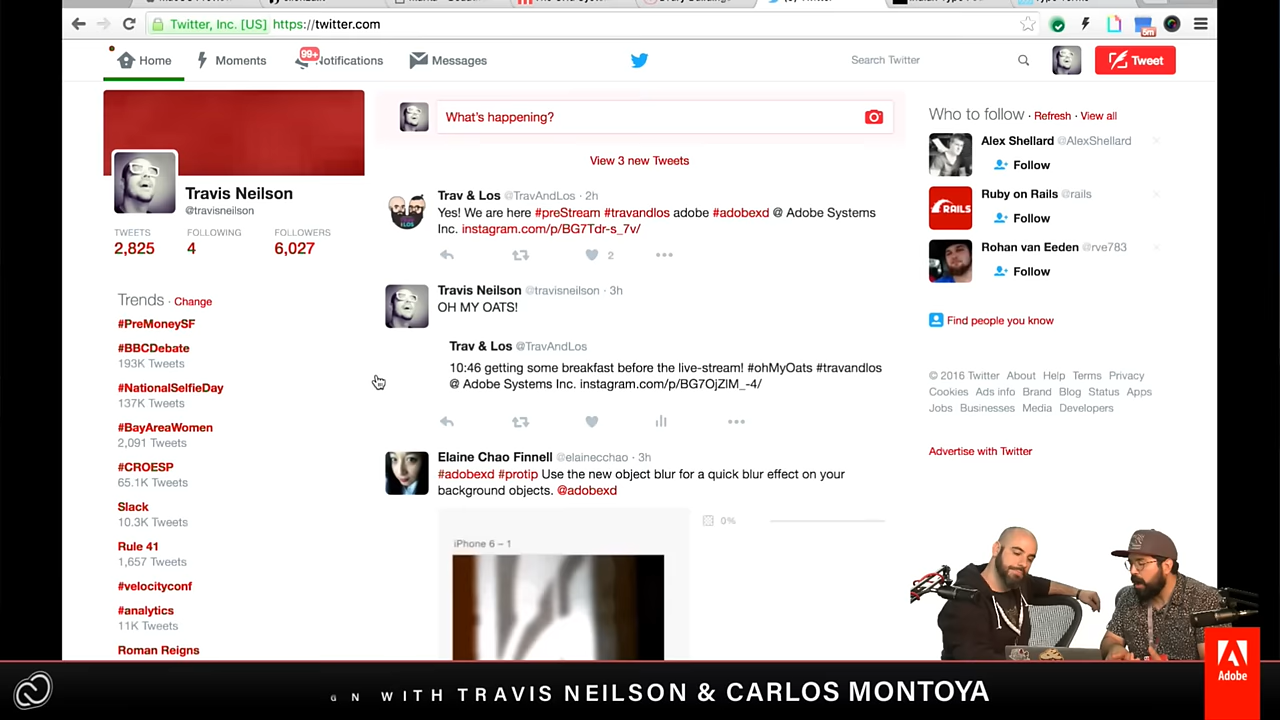 Twitter, Inc. [US] https://twitter.com
6m
Home
Moments
99+
Notifications
Messages
Search Twitter
Tweet
Travis Neilson
@travisneilson
TWEETS FOLLOWING FOLLOWERS
2,825 4 6,027
Trends · Change
#PreMoneySF
#BBCDebate
193K Tweets
#NationalSelfieDay
137K Tweets
#BayAreaWomen
2,091 Tweets
#CROESP
65.1K Tweets
Slack
10.3K Tweets
Rule 41
1,657 Tweets
#velocityconf
#analytics
11K Tweets
Roman Reigns
What's happening?
View 3 new Tweets
Trav & Los @TravAndLos · 2h
Yes! We are here #preStream #travandlos adobe #adobexd @ Adobe Systems
Inc. instagram.com/p/BG7Tdr-s_7v/
2
Travis Neilson @travisneilson · 3h
OH MY OATS!
Trav & Los @TravAndLos
10:46 getting some breakfast before the live-stream! #ohMyOats #travandlos
@ Adobe Systems Inc. instagram.com/p/BG7OjZlM_-4/
Elaine Chao Finnell @elainecchao · 3h
#adobexd #protip Use the new object blur for a quick blur effect on your
background objects. @adobexd
0%
iPhone 6 – 1
Who to follow · Refresh · View all
Alex Shellard @AlexShellard
Follow
RAILS
Ruby on Rails @rails
Follow
Rohan van Eeden @rve783
Follow
Find people you know
© 2016 Twitter About Help Terms Privacy
Cookies Ads info Brand Blog Status Apps
Jobs Businesses Media Developers
Advertise with Twitter
G N WITH TRAVIS NEILSON & CARLOS MONTOYA
Adobe